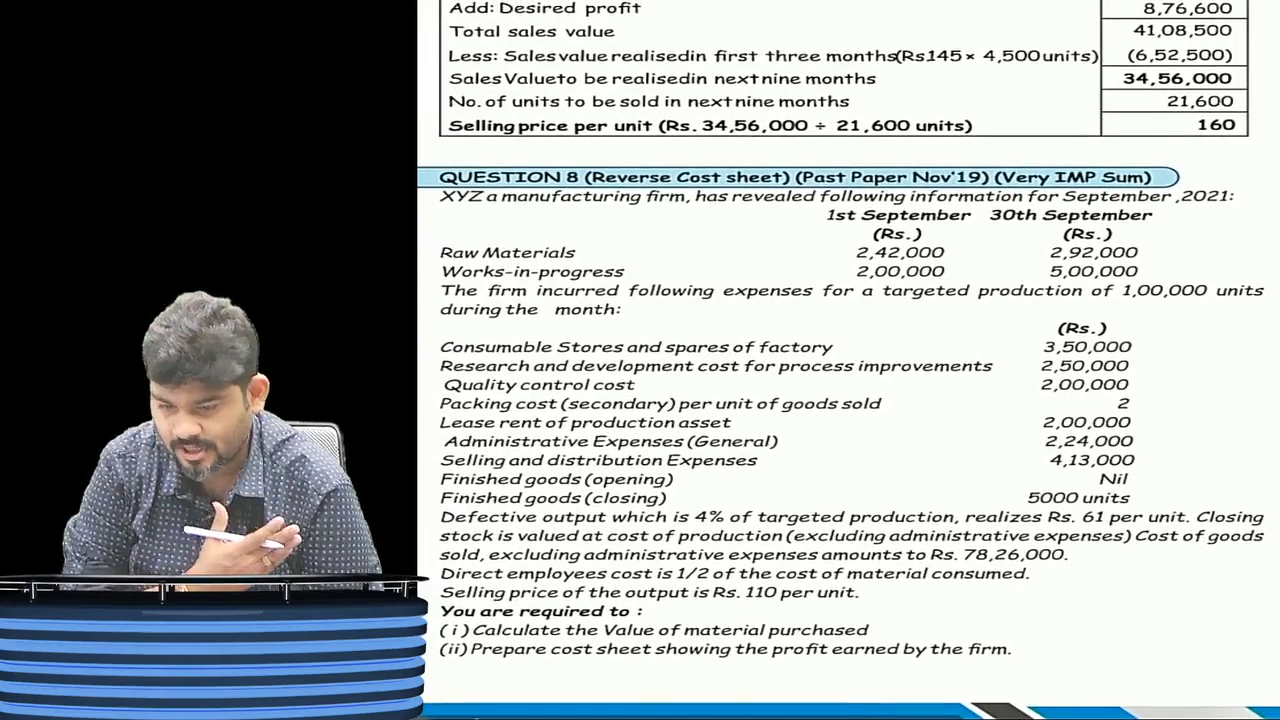 Add: Desired profit 8,76,600
Total sales value 41,08,500
Less: Sales value realised in first three months(Rs145 × 4,500 units) (6,52,500)
Sales Value to be realised in next nine months 34,56,000
No. of units to be sold in next nine months 21,600
Selling price per unit (Rs. 34,56,000 ÷ 21,600 units) 160
QUESTION 8 (Reverse Cost sheet) (Past Paper Nov'19) (Very IMP Sum)
XYZ a manufacturing firm, has revealed following information for September ,2021:
1st September 30th September
(Rs.) (Rs.)
Raw Materials 2,42,000 2,92,000
Works-in-progress 2,00,000 5,00,000
The firm incurred following expenses for a targeted production of 1,00,000 units
during the month:
(Rs.)
Consumable Stores and spares of factory 3,50,000
Research and development cost for process improvements 2,50,000
Quality control cost 2,00,000
Packing cost (secondary) per unit of goods sold 2
Lease rent of production asset 2,00,000
Administrative Expenses (General) 2,24,000
Selling and distribution Expenses 4,13,000
Finished goods (opening) Nil
Finished goods (closing) 5000 units
Defective output which is 4% of targeted production, realizes Rs. 61 per unit. Closing
stock is valued at cost of production (excluding administrative expenses) Cost of goods
sold, excluding administrative expenses amounts to Rs. 78,26,000.
Direct employees cost is 1/2 of the cost of material consumed.
Selling price of the output is Rs. 110 per unit.
You are required to :
( i ) Calculate the Value of material purchased
(ii) Prepare cost sheet showing the profit earned by the firm.